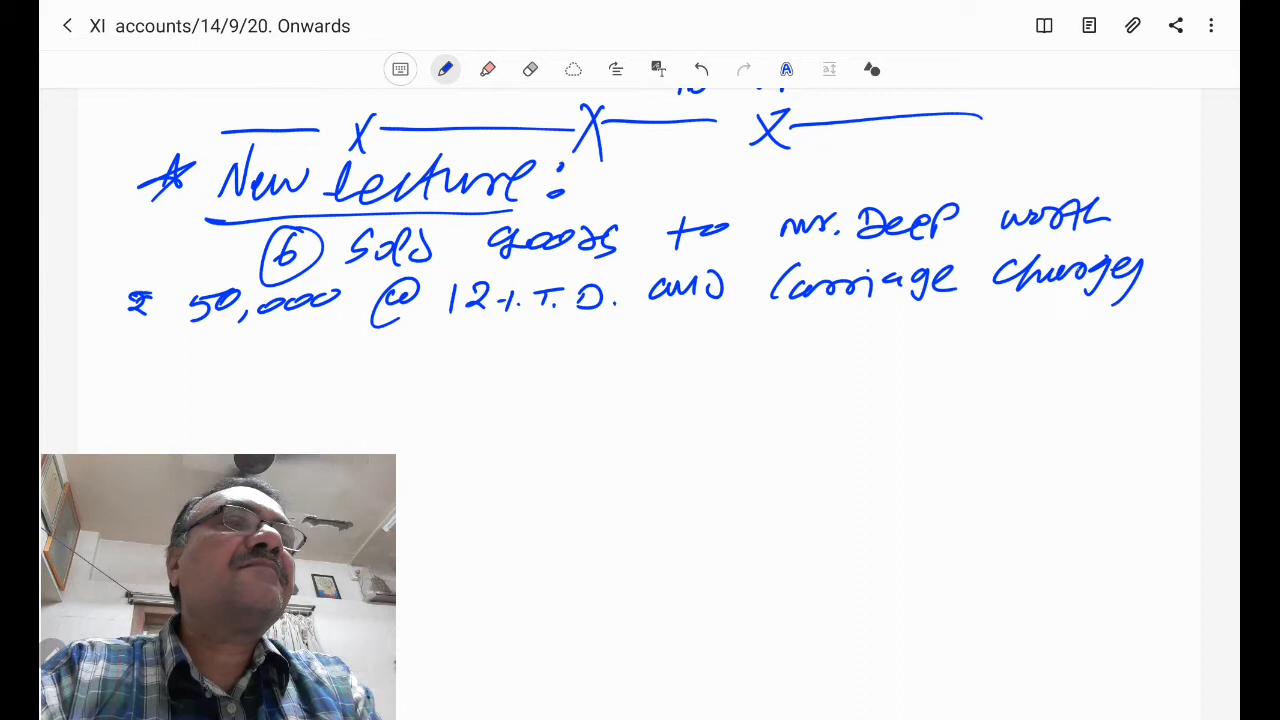 XI accounts/14/9/20. Onwards
New lecture:
6 Sold goods to Mr. Deep worth
₹ 50,000 @ 12%. T. D. and Carriage charges